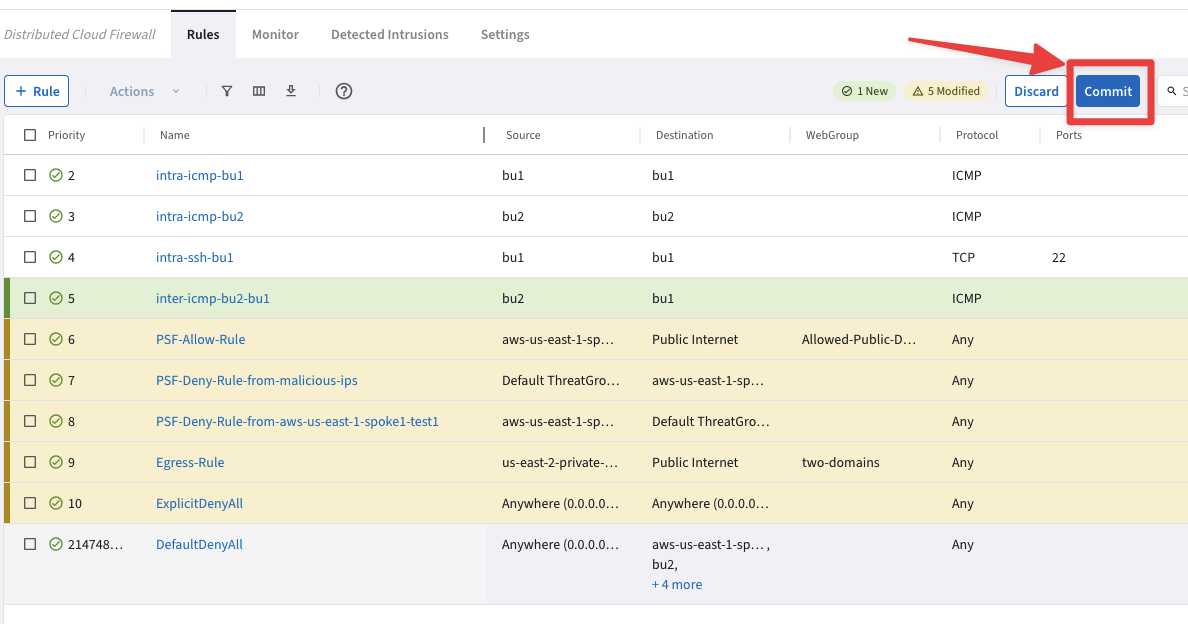 Distributed Cloud Firewall Rules Monitor Detected Intrusions Settings
+ Rule Actions 1 New 5 Modified Discard Commit S
Priority Name Source Destination WebGroup Protocol Ports
2 intra-icmp-bu1 bu1 bu1 ICMP
3 intra-icmp-bu2 bu2 bu2 ICMP
4 intra-ssh-bu1 bu1 bu1 TCP 22
5 inter-icmp-bu2-bu1 bu2 bu1 ICMP
6 PSF-Allow-Rule aws-us-east-1-sp… Public Internet Allowed-Public-D… Any
7 PSF-Deny-Rule-from-malicious-ips Default ThreatGro… aws-us-east-1-sp… Any
8 PSF-Deny-Rule-from-aws-us-east-1-spoke1-test1 aws-us-east-1-sp… Default ThreatGro… Any
9 Egress-Rule us-east-2-private-… Public Internet two-domains Any
10 ExplicitDenyAll Anywhere (0.0.0.0… Anywhere (0.0.0.0… Any
214748… DefaultDenyAll Anywhere (0.0.0.0… aws-us-east-1-sp… , Any
bu2,
+ 4 more